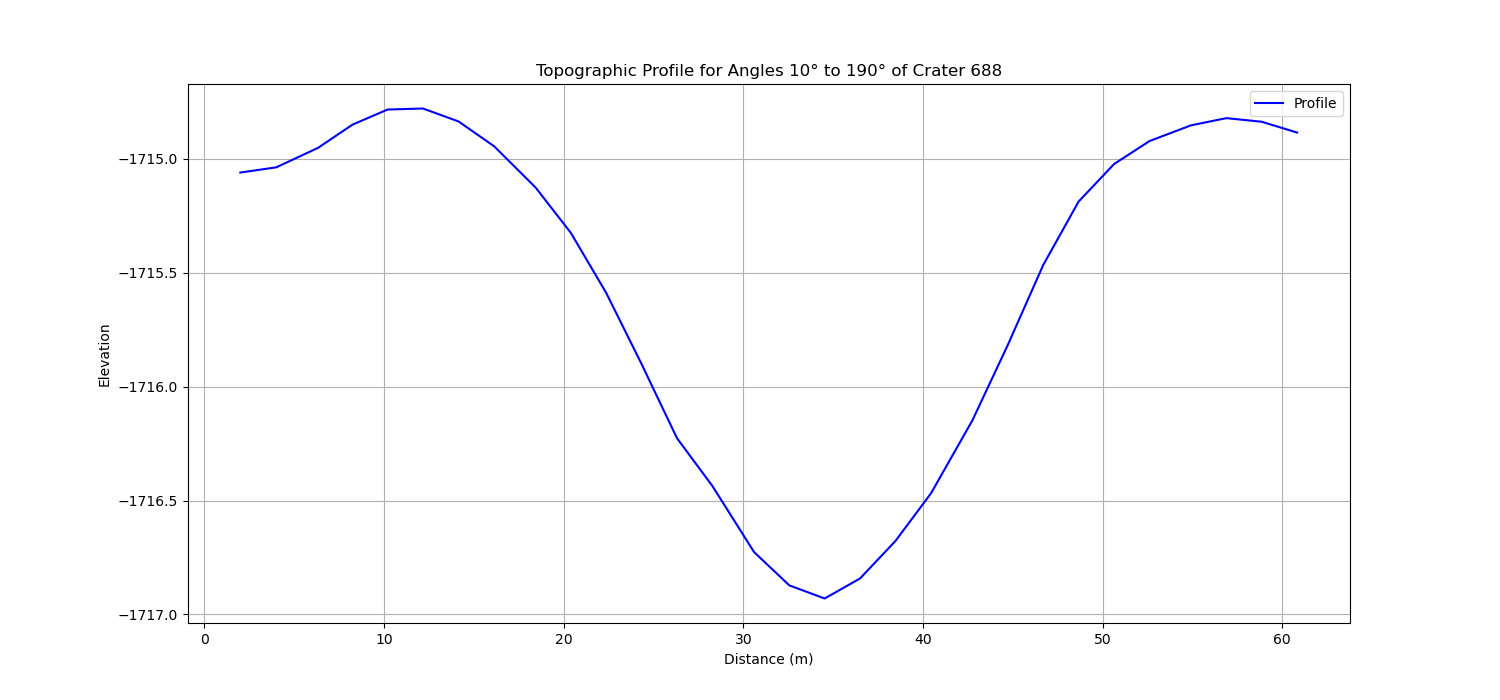 Topographic Profile for Angles 10° to 190° of Crater 688
Profile
Elevation
−1715.0
−1715.5
−1716.0
−1716.5
−1717.0
0 10 20 30 40 50 60
Distance (m)